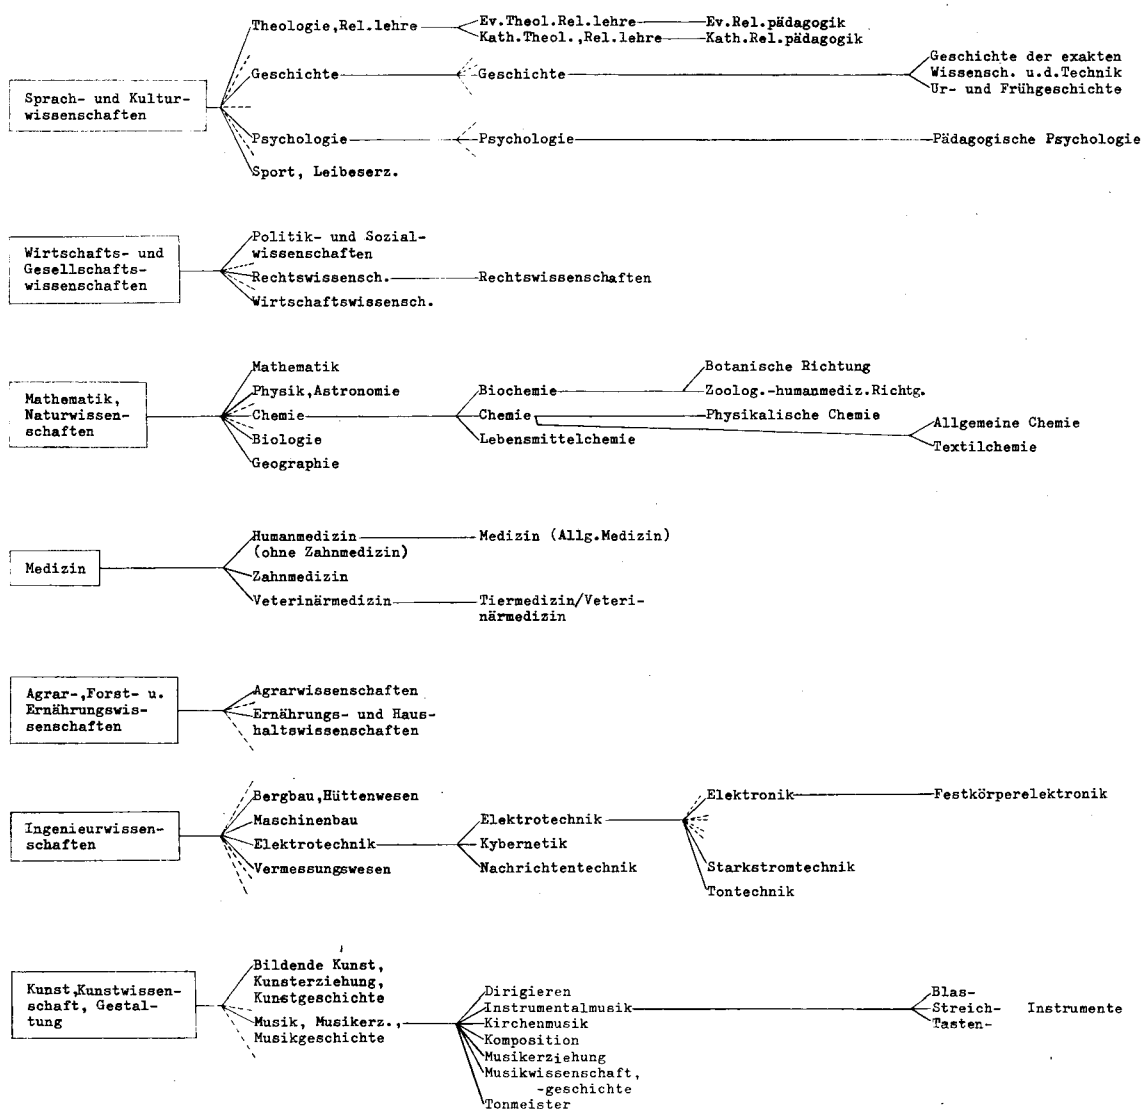 Theologie,Rel.lehre
Ev.Theol.Rel.lehre
Ev.Rel.pädagogik
Kath.Theol.,Rel.lehre
Kath.Rel.pädagogik
Sprach- und Kultur-
wissenschaften
Geschichte
Geschichte
Geschichte der exakten
Wissensch. u.d.Technik
Ur- und Frühgeschichte
Psychologie
Psychologie
Pädagogische Psychologie
Sport, Leibeserz.
Wirtschafts- und
Gesellschafts-
wissenschaften
Politik- und Sozial-
wissenschaften
Rechtswissensch.
Rechtswissenschaften
Wirtschaftswissensch.
Mathematik,
Naturwissen-
schaften
Mathematik
Physik,Astronomie
Chemie
Biologie
Geographie
Biochemie
Chemie
Lebensmittelchemie
Botanische Richtung
Zoolog.-humanmediz.Richtg.
Physikalische Chemie
Allgemeine Chemie
Textilchemie
Medizin
Humanmedizin
(ohne Zahnmedizin)
Medizin (Allg.Medizin)
Zahnmedizin
Veterinärmedizin
Tiermedizin/Veteri-
närmedizin
Agrar-,Forst- u.
Ernährungswis-
senschaften
Agrarwissenschaften
Ernährungs- und Haus-
haltswissenschaften
Ingenieurwissen-
schaften
Bergbau,Hüttenwesen
Maschinenbau
Elektrotechnik
Vermessungswesen
Elektrotechnik
Kybernetik
Nachrichtentechnik
Elektronik
Festkörperelektronik
Starkstromtechnik
Tontechnik
Kunst,Kunstwissen-
schaft, Gestal-
tung
Bildende Kunst,
Kunsterziehung,
Kunstgeschichte
Musik, Musikerz.,
Musikgeschichte
Dirigieren
Instrumentalmusik
Kirchenmusik
Komposition
Musikerziehung
Musikwissenschaft,
-geschichte
Tonmeister
Blas-
Streich- Instrumente
Tasten-